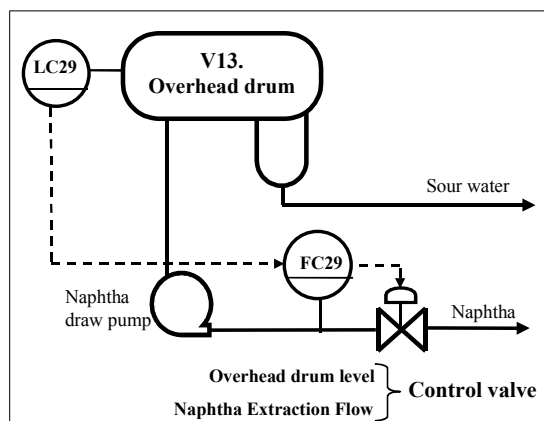 LC29
V13.
Overhead drum
Sour water
FC29
Naphtha
draw pump
Naphtha
Overhead drum level
Naphtha Extraction Flow
Control valve